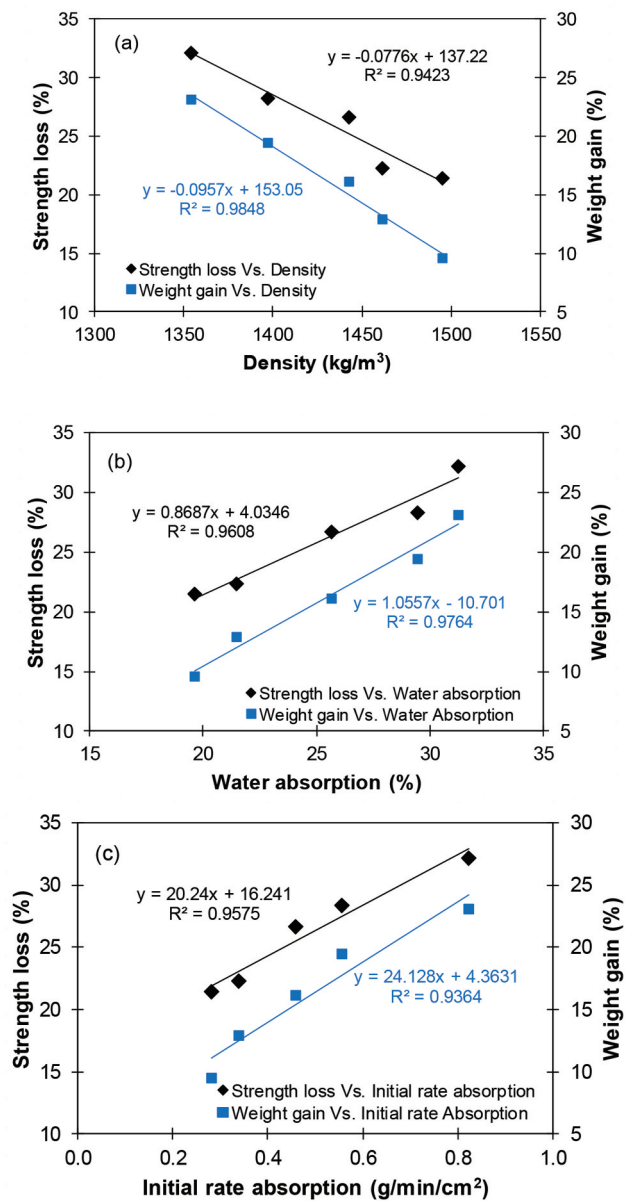 (a)
y = -0.0776x + 137.22
R² = 0.9423
y = -0.0957x + 153.05
R² = 0.9848
Strength loss Vs. Density
Weight gain Vs. Density
35
30
25
20
15
10
30
25
20
15
10
5
1300
1350
1400
1450
1500
1550
Strength loss (%)
Weight gain (%)
Density (kg/m³)
(b)
y = 0.8687x + 4.0346
R² = 0.9608
y = 1.0557x - 10.701
R² = 0.9764
Strength loss Vs. Water absorption
Weight gain Vs. Water Absorption
35
30
25
20
15
10
30
25
20
15
10
5
15
20
25
30
35
Strength loss (%)
Weight gain (%)
Water absorption (%)
(c)
y = 20.24x + 16.241
R² = 0.9575
y = 24.128x + 4.3631
R² = 0.9364
Strength loss Vs. Initial rate absorption
Weight gain Vs. Initial rate Absorption
35
30
25
20
15
10
30
25
20
15
10
5
0.0
0.2
0.4
0.6
0.8
1.0
Strength loss (%)
Weight gain (%)
Initial rate absorption (g/min/cm²)